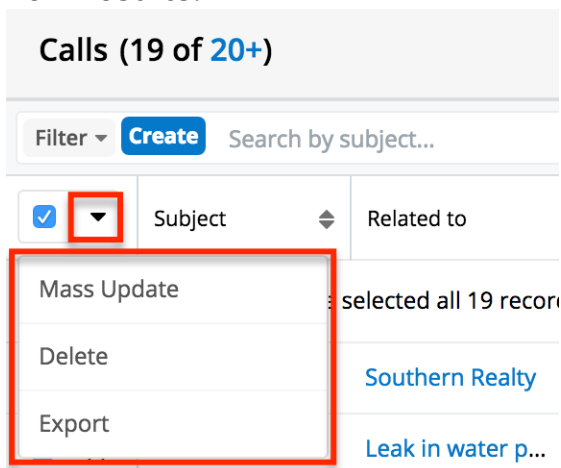 Calls (19 of 20+)
Filter Create Search by subject...
Subject Related to
Mass Update selected all 19
Delete Southern Realty
Export Leak in water p...